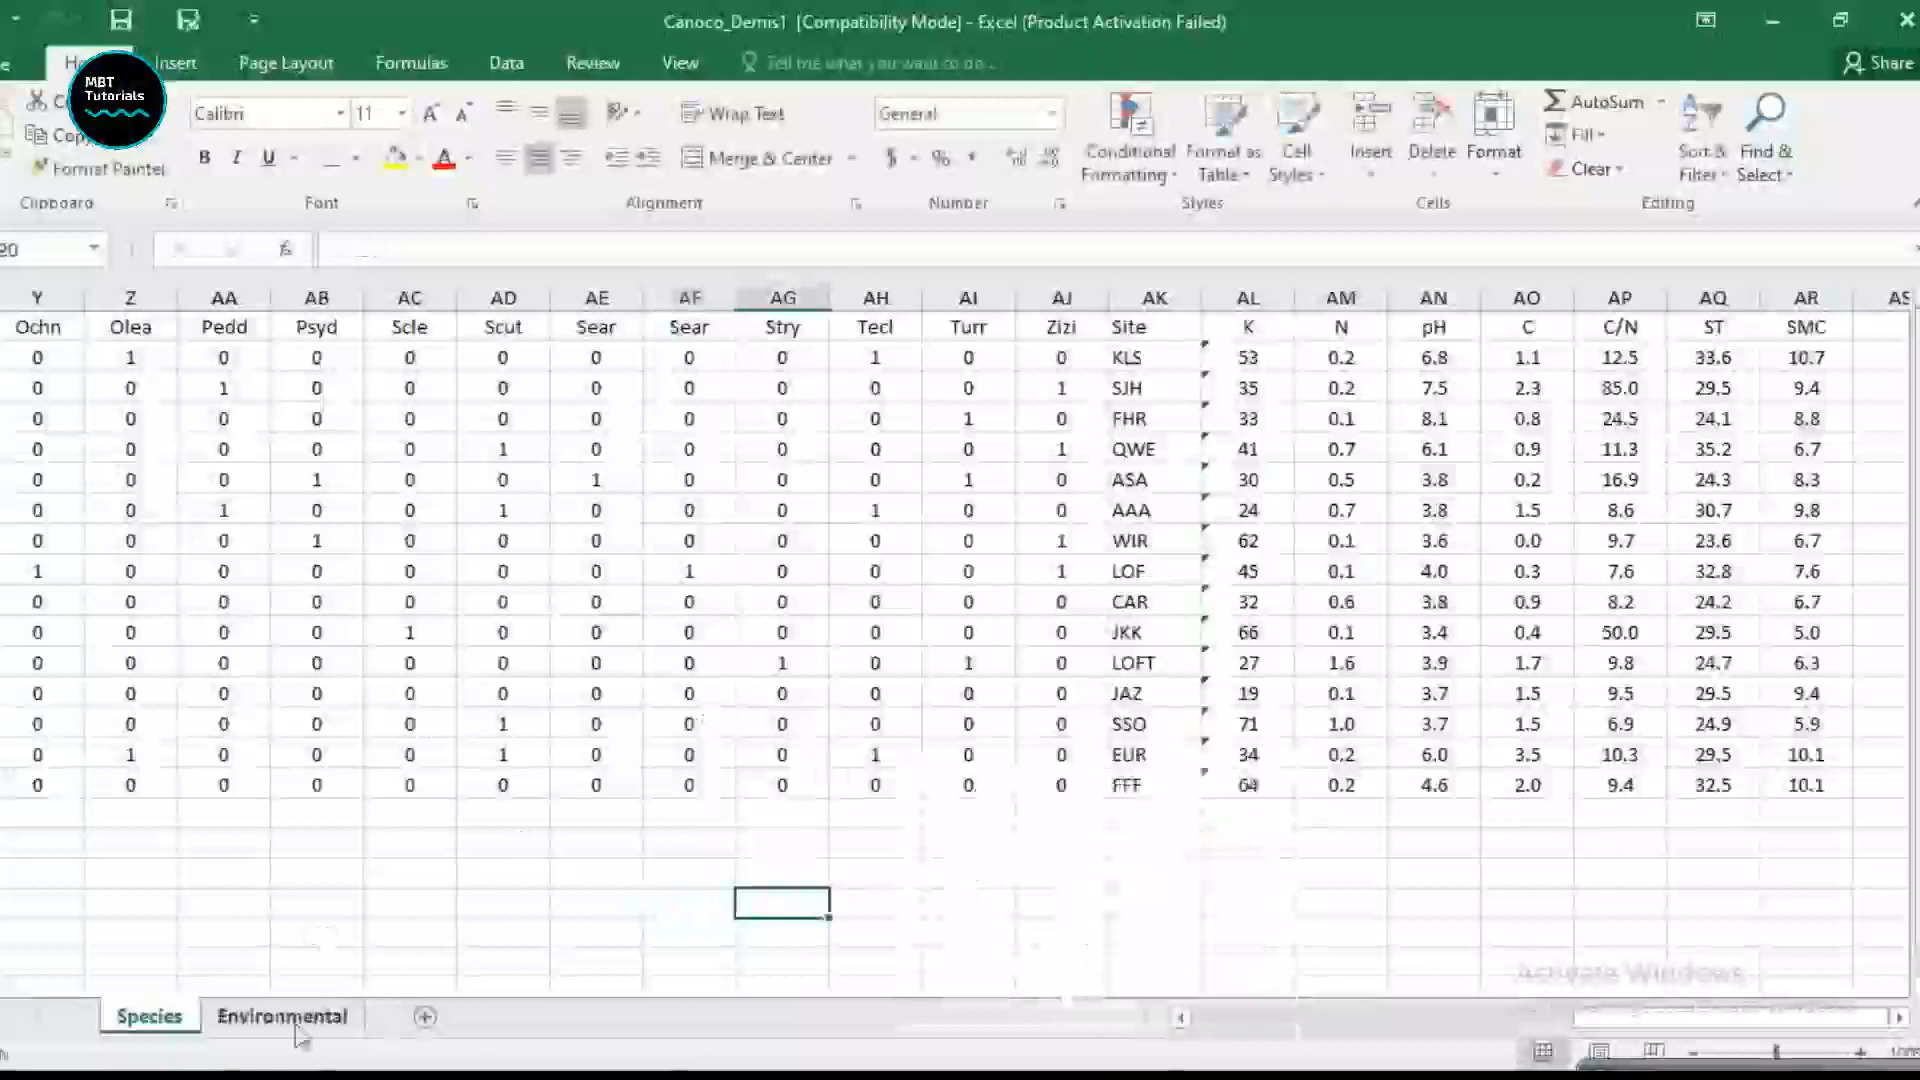 Canoco_Demis1 [Compatibility Mode] - Excel (Product Activation Failed)
Insert Page Layout Formulas Data Review View Tell me what you want to do... Share
MBT
Tutorials
Calibri 11 Wrap Text General AutoSum
Fill
B I U Merge & Center $ % Conditional Format as Cell Insert Delete Format Sort & Find &
Format Painter Formatting Table Styles Clear Filter Select
Clipboard Font Alignment Number Styles Cells Editing
fx
Y Z AA AB AC AD AE AF AG AH AI AJ AK AL AM AN AO AP AQ AR AS
Ochn Olea Pedd Psyd Scle Scut Sear Sear Stry Tecl Turr Zizi Site K N pH C C/N ST SMC
0 1 0 0 0 0 0 0 0 1 0 0 KLS 53 0.2 6.8 1.1 12.5 33.6 10.7
0 0 1 0 0 0 0 0 0 0 0 1 SJH 35 0.2 7.5 2.3 85.0 29.5 9.4
0 0 0 0 0 0 0 0 0 0 1 0 FHR 33 0.1 8.1 0.8 24.5 24.1 8.8
0 0 0 0 0 1 0 0 0 0 0 1 QWE 41 0.7 6.1 0.9 11.3 35.2 6.7
0 0 0 1 0 0 1 0 0 0 1 0 ASA 30 0.5 3.8 0.2 16.9 24.3 8.3
0 0 1 0 0 1 0 0 0 1 0 0 AAA 24 0.7 3.8 1.5 8.6 30.7 9.8
0 0 0 1 0 0 0 0 0 0 0 1 WIR 62 0.1 3.6 0.0 9.7 23.6 6.7
1 0 0 0 0 0 0 1 0 0 0 1 LOF 45 0.1 4.0 0.3 7.6 32.8 7.6
0 0 0 0 0 0 0 0 0 0 0 0 CAR 32 0.6 3.8 0.9 8.2 24.2 6.7
0 0 0 0 1 0 0 0 0 0 0 0 JKK 66 0.1 3.4 0.4 50.0 29.5 5.0
0 0 0 0 0 0 0 0 1 0 1 0 LOFT 27 1.6 3.9 1.7 9.8 24.7 6.3
0 0 0 0 0 0 0 0 0 0 0 0 JAZ 19 0.1 3.7 1.5 9.5 29.5 9.4
0 0 0 0 0 1 0 0 0 0 0 0 SSO 71 1.0 3.7 1.5 6.9 24.9 5.9
0 1 0 0 0 1 0 0 0 1 0 0 EUR 34 0.2 6.0 3.5 10.3 29.5 10.1
0 0 0 0 0 0 0 0 0 0 0 0 FFF 64 0.2 4.6 2.0 9.4 32.5 10.1
Activate Windows
Species Environmental